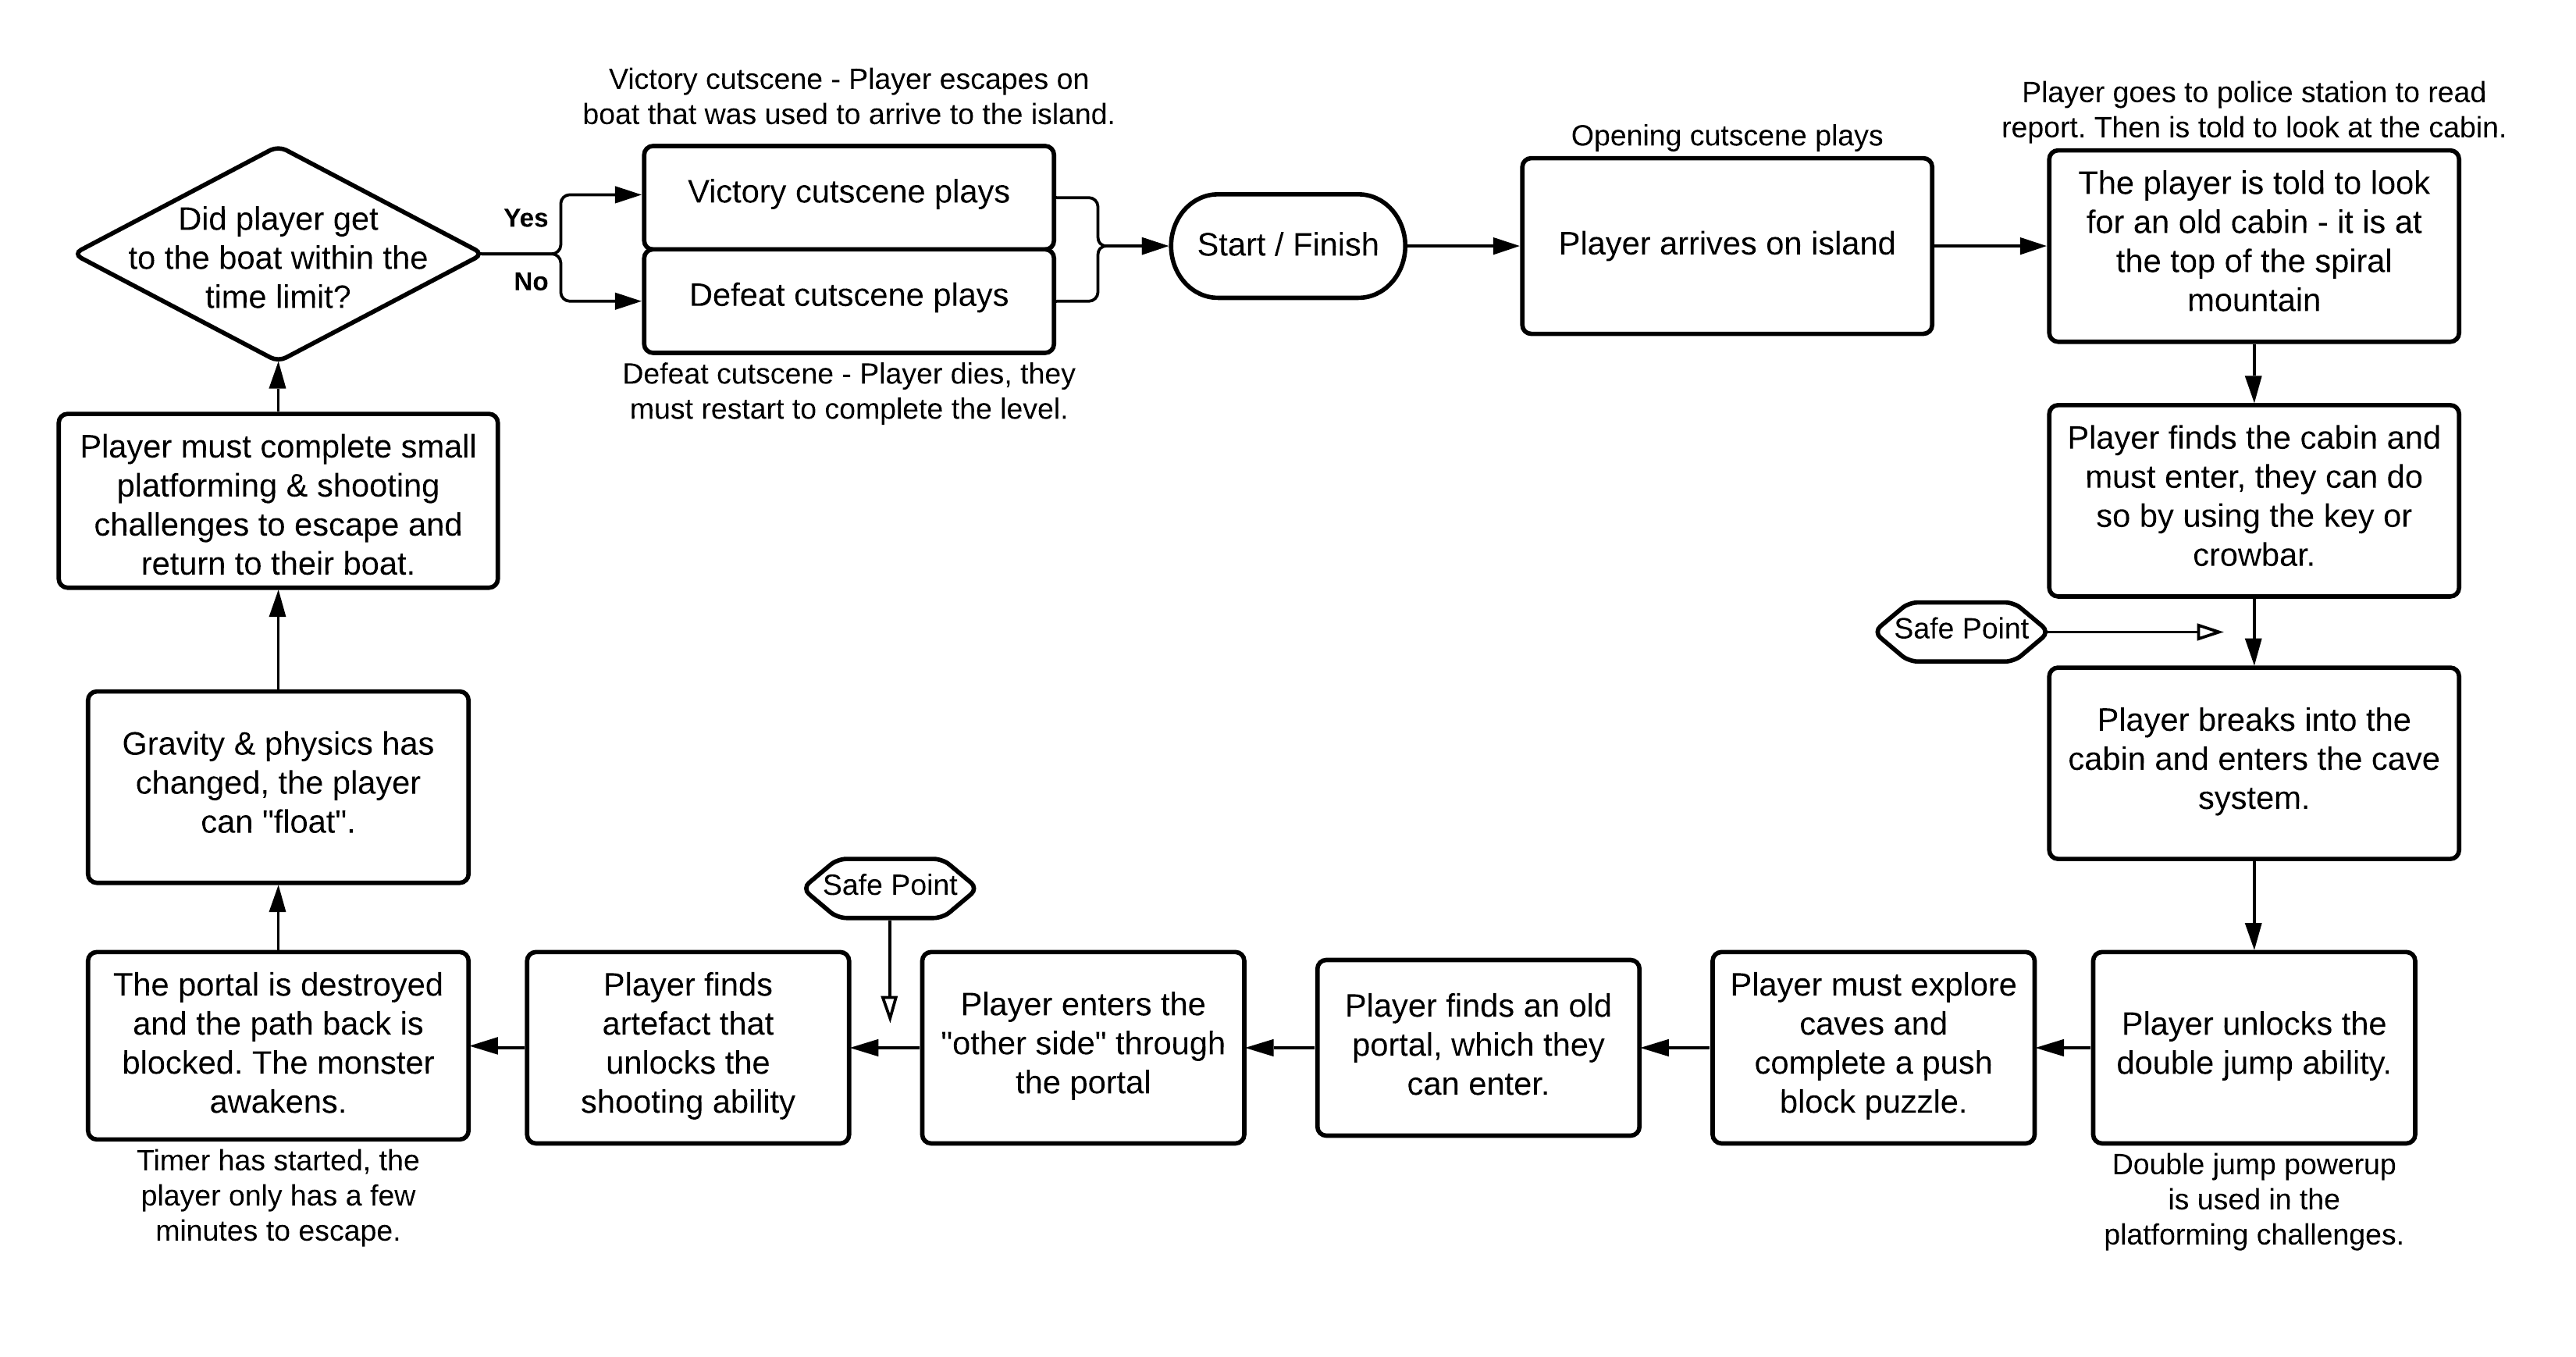 Victory cutscene - Player escapes on
boat that was used to arrive to the island.
Did player get
to the boat within the
time limit?
Yes
No
Victory cutscene plays
Defeat cutscene plays
Defeat cutscene - Player dies, they
must restart to complete the level.
Start / Finish
Opening cutscene plays
Player arrives on island
Player goes to police station to read
report. Then is told to look at the cabin.
The player is told to look
for an old cabin - it is at
the top of the spiral
mountain
Player finds the cabin and
must enter, they can do
so by using the key or
crowbar.
Safe Point
Player breaks into the
cabin and enters the cave
system.
Player unlocks the
double jump ability.
Double jump powerup
is used in the
platforming challenges.
Player must explore
caves and
complete a push
block puzzle.
Player finds an old
portal, which they
can enter.
Player enters the
"other side" through
the portal
Safe Point
Player finds
artefact that
unlocks the
shooting ability
The portal is destroyed
and the path back is
blocked. The monster
awakens.
Timer has started, the
player only has a few
minutes to escape.
Gravity & physics has
changed, the player
can "float".
Player must complete small
platforming & shooting
challenges to escape and
return to their boat.